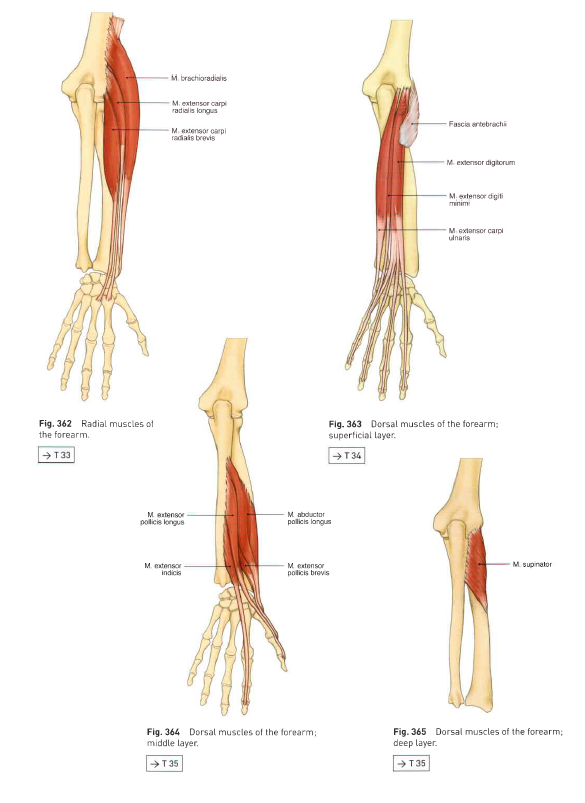 M. brachioradialis
M. extensor carpi
radialis longus
M. extensor carpi
radialis brevis
Fig. 362 Radial muscles of
the forearm.
→ T 33
Fascia antebrachii
M. extensor digitorum
M. extensor digiti
minimi
M. extensor carpi
ulnaris
Fig. 363 Dorsal muscles of the forearm;
superficial layer.
→ T 34
M. extensor
pollicis longus
M. abductor
pollicis longus
M. extensor
indicis
M. extensor
pollicis brevis
Fig. 364 Dorsal muscles of the forearm;
middle layer.
→ T 35
M. supinator
Fig. 365 Dorsal muscles of the forearm;
deep layer.
→ T 35